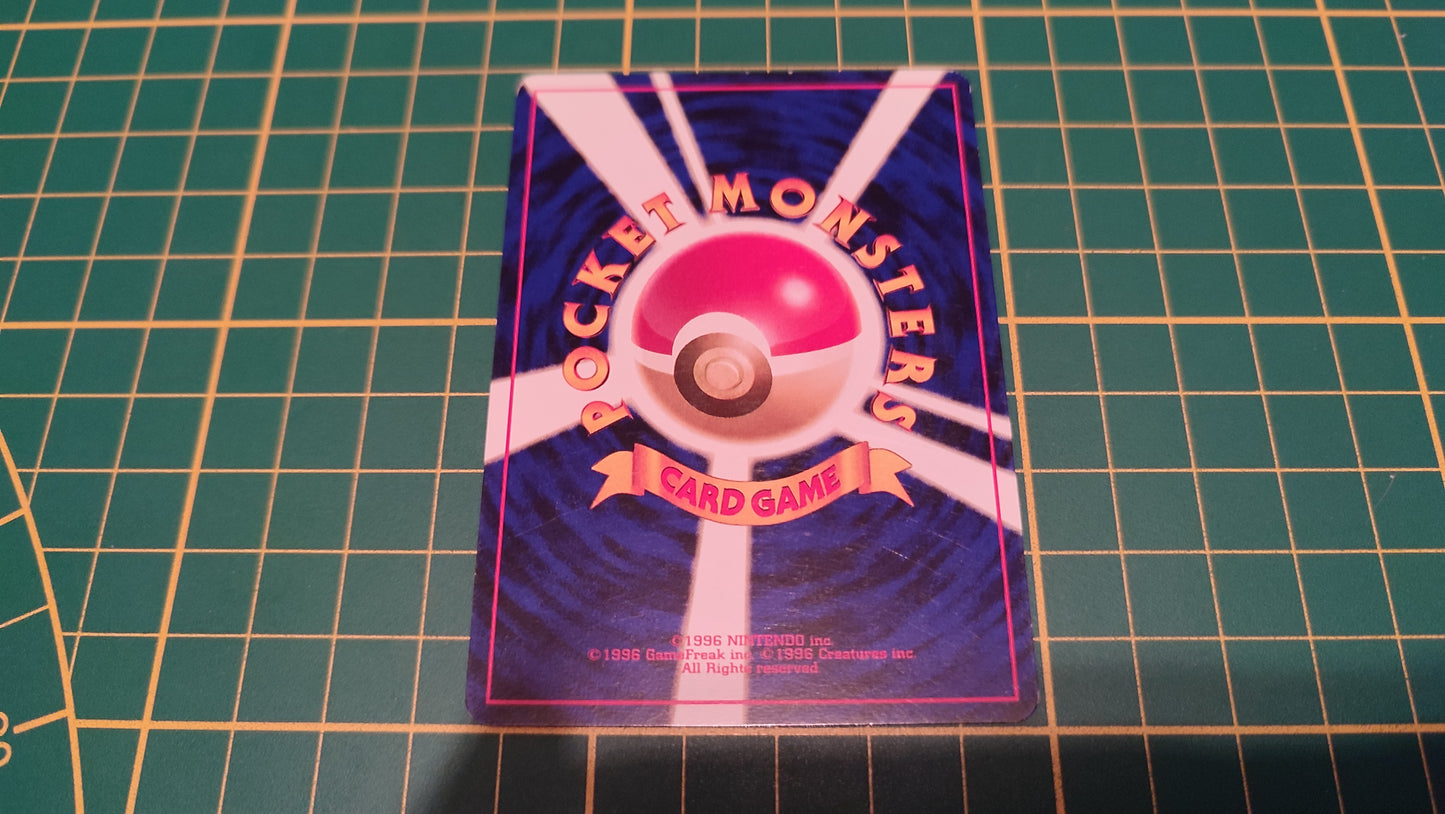 POCKET MONSTERS
CARD GAME
©1996 NINTENDO inc.
©1996 GameFreak inc. ©1996 Creatures inc.
All Rights reserved.